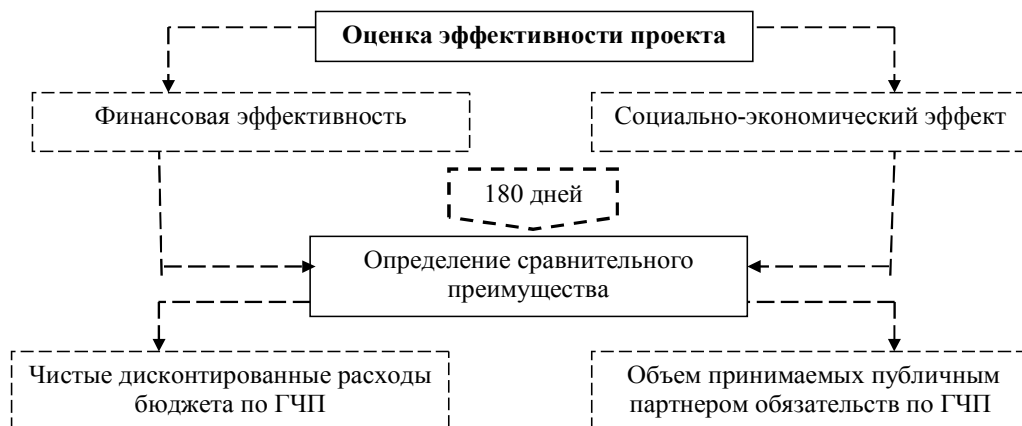 Оценка эффективности проекта
Финансовая эффективность
Социально-экономический эффект
180 дней
Определение сравнительного
преимущества
Чистые дисконтированные расходы
бюджета по ГЧП
Объем принимаемых публичным
партнером обязательств по ГЧП